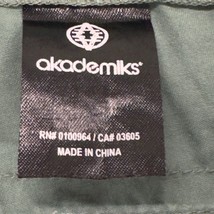 akademiks
RN# 0100964 / CA# 03605
MADE IN CHINA